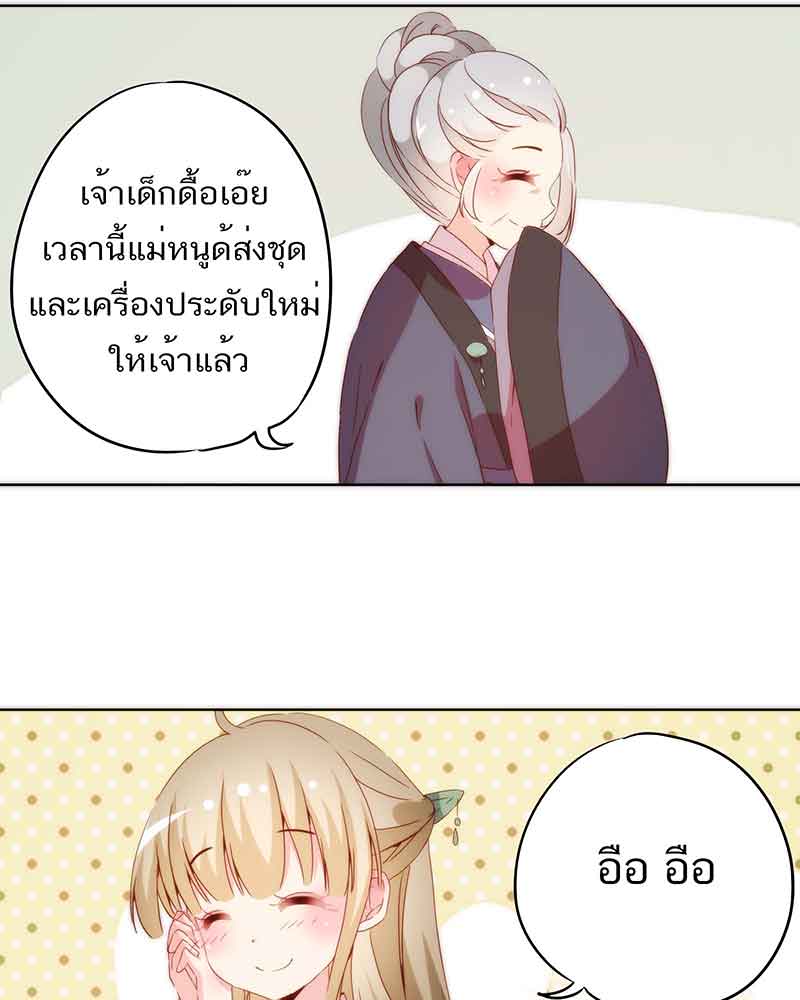 เจ้าเด็กดื้อเอ๊ย
เวลานี้แม่หนูด้ส่งชุด
และเครื่องประดับใหม่
ให้เจ้าแล้ว
อือ อือ